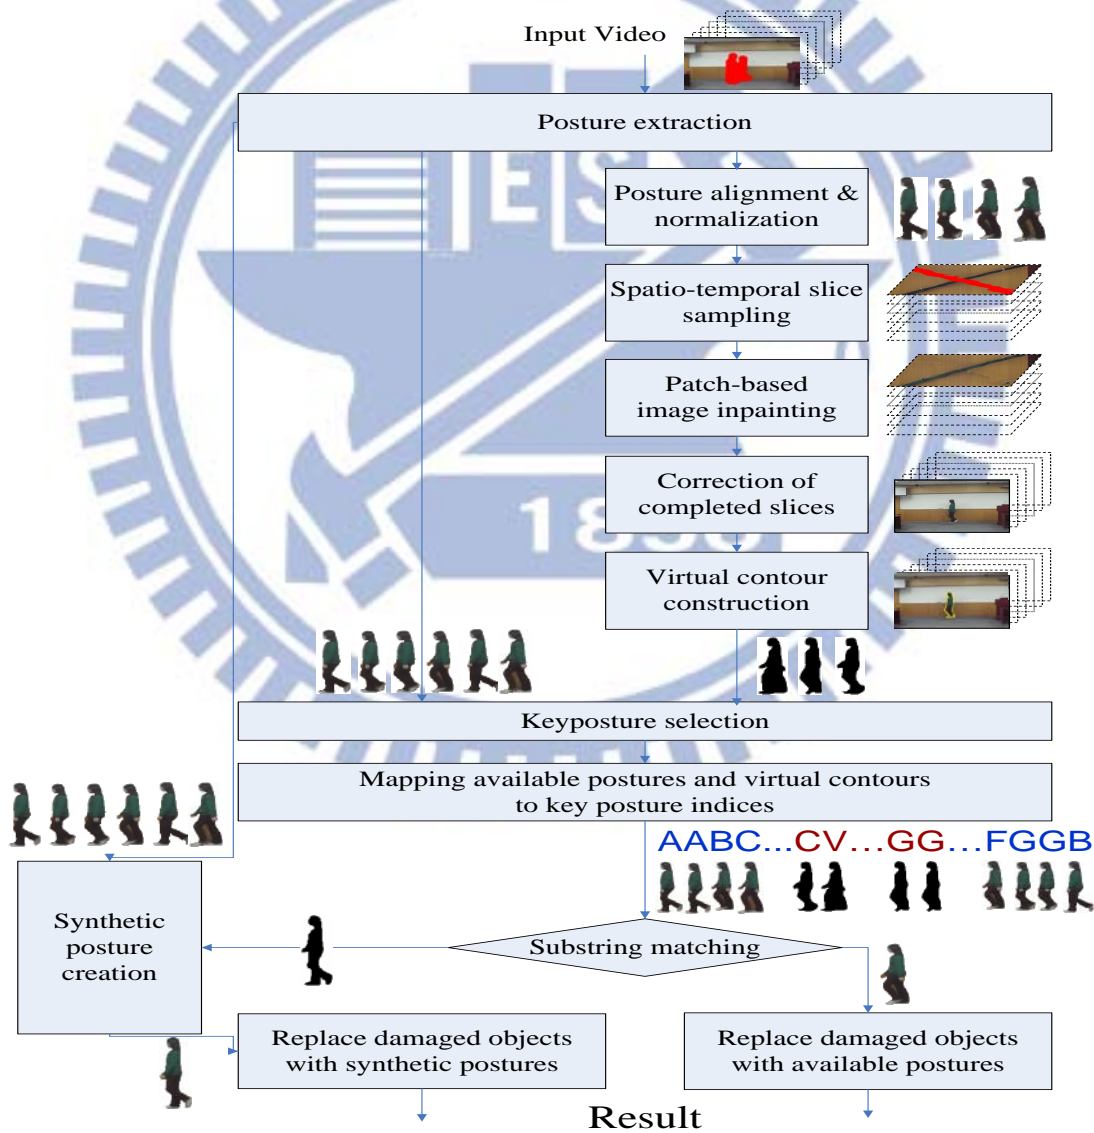 Input Video
Posture extraction
Posture alignment &
normalization
Spatio-temporal slice
sampling
Patch-based
image inpainting
Correction of
completed slices
Virtual contour
construction
Keyposture selection
Mapping available postures and virtual contours
to key posture indices
AABC...CV...GG...FGGB
Substring matching
Synthetic
posture
creation
Replace damaged objects
with synthetic postures
Replace damaged objects
with available postures
Result